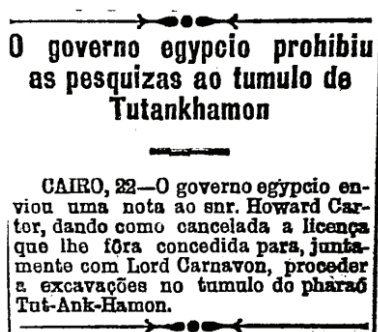 O governo egypcio prohibiu
as pesquizas ao tumulo de
Tutankhamon
CAIRO, 22—O governo egypcio en-
viou uma nota ao snr. Howard Car-
ter, dando como cancelada a licença
que lhe fôra concedida para, junta-
mente com Lord Carnavon, proceder
a excavações no tumulo do pharaó
Tut-Ank-Hamon.